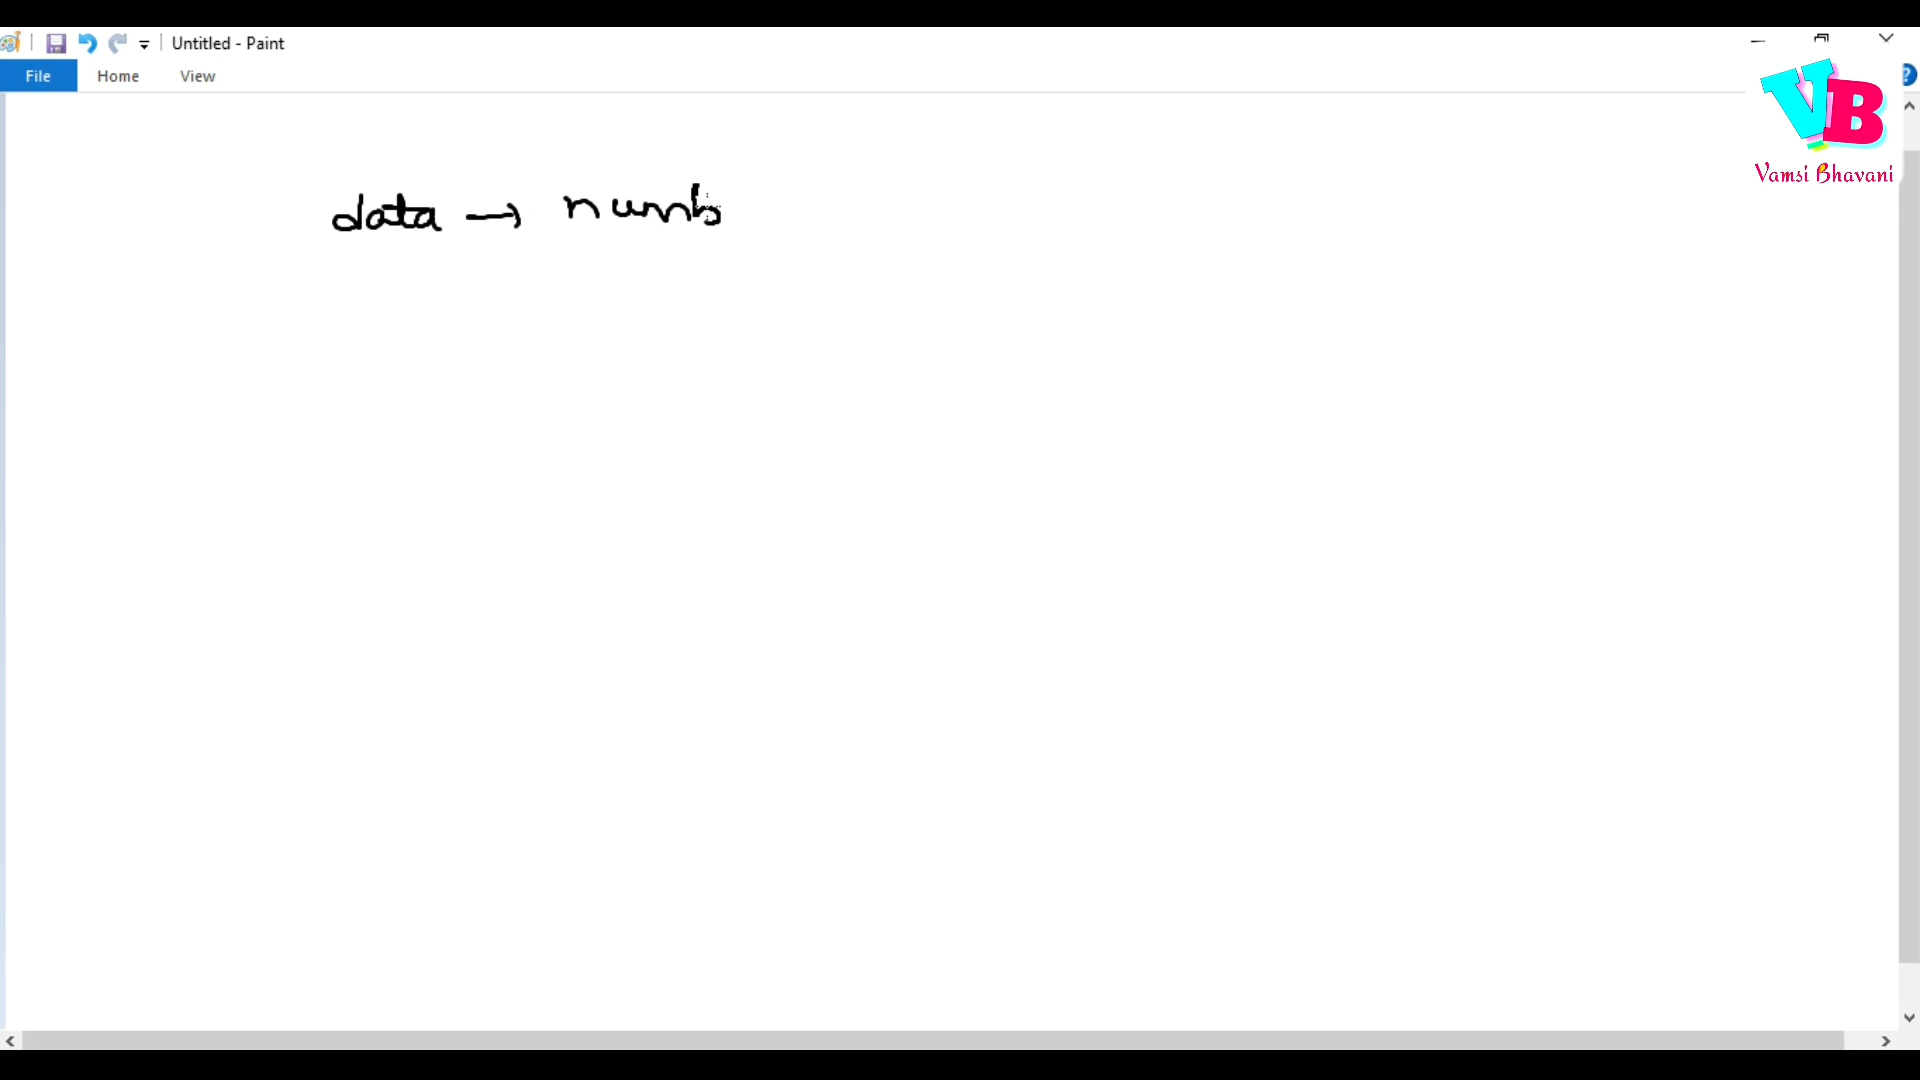 Untitled - Paint
File Home View
VB
Vamsi Bhavani
data → numb